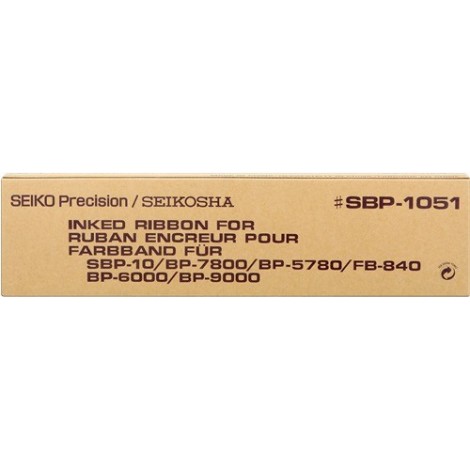 SEIKO Precision / SEIKOSHA
#SBP-1051
INKED RIBBON FOR
RUBAN ENCREUR POUR
FARBBAND FÜR
SBP-10/BP-7800/BP-5780/FB-840
BP-6000/BP-9000